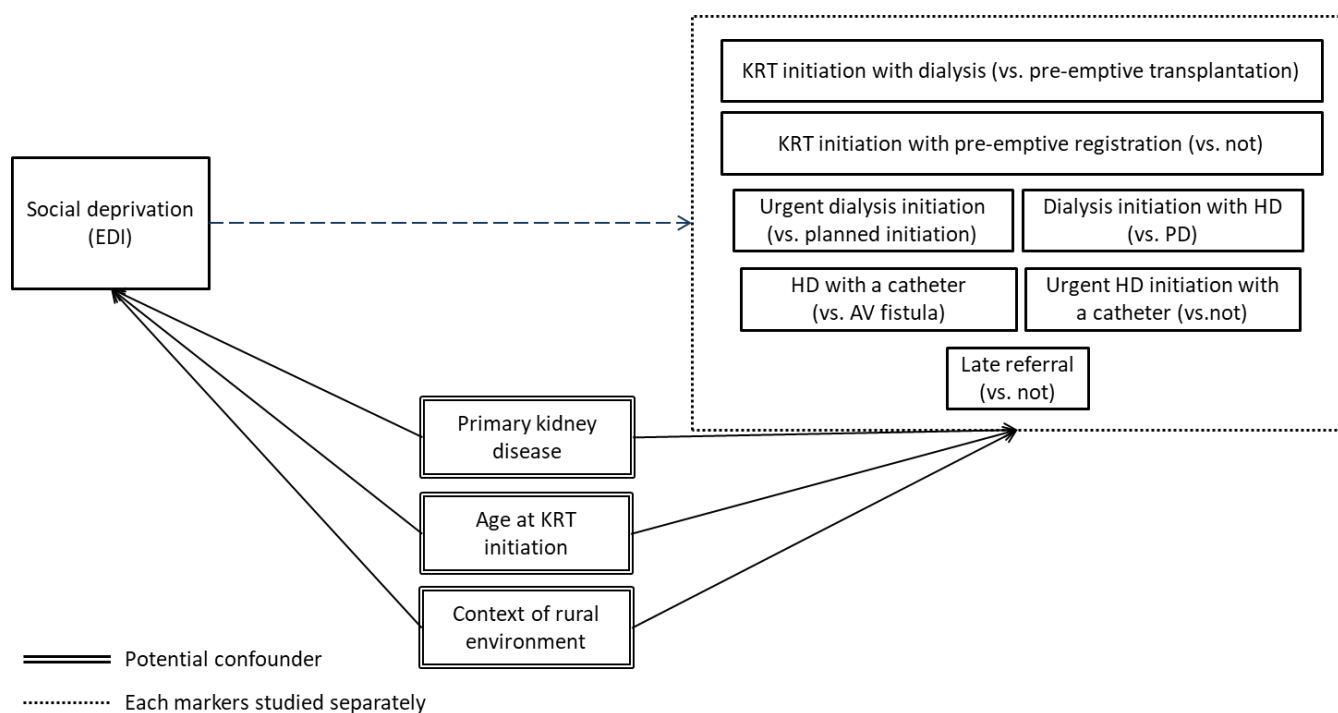 KRT initiation with dialysis (vs. pre-emptive transplantation)
KRT initiation with pre-emptive registration (vs. not)
Social deprivation
(EDI)
Urgent dialysis initiation
(vs. planned initiation)
Dialysis initiation with HD
(vs. PD)
HD with a catheter
(vs. AV fistula)
Urgent HD initiation with
a catheter (vs.not)
Late referral
(vs. not)
Primary kidney
disease
Age at KRT
initiation
Context of rural
environment
Potential confounder
Each markers studied separately